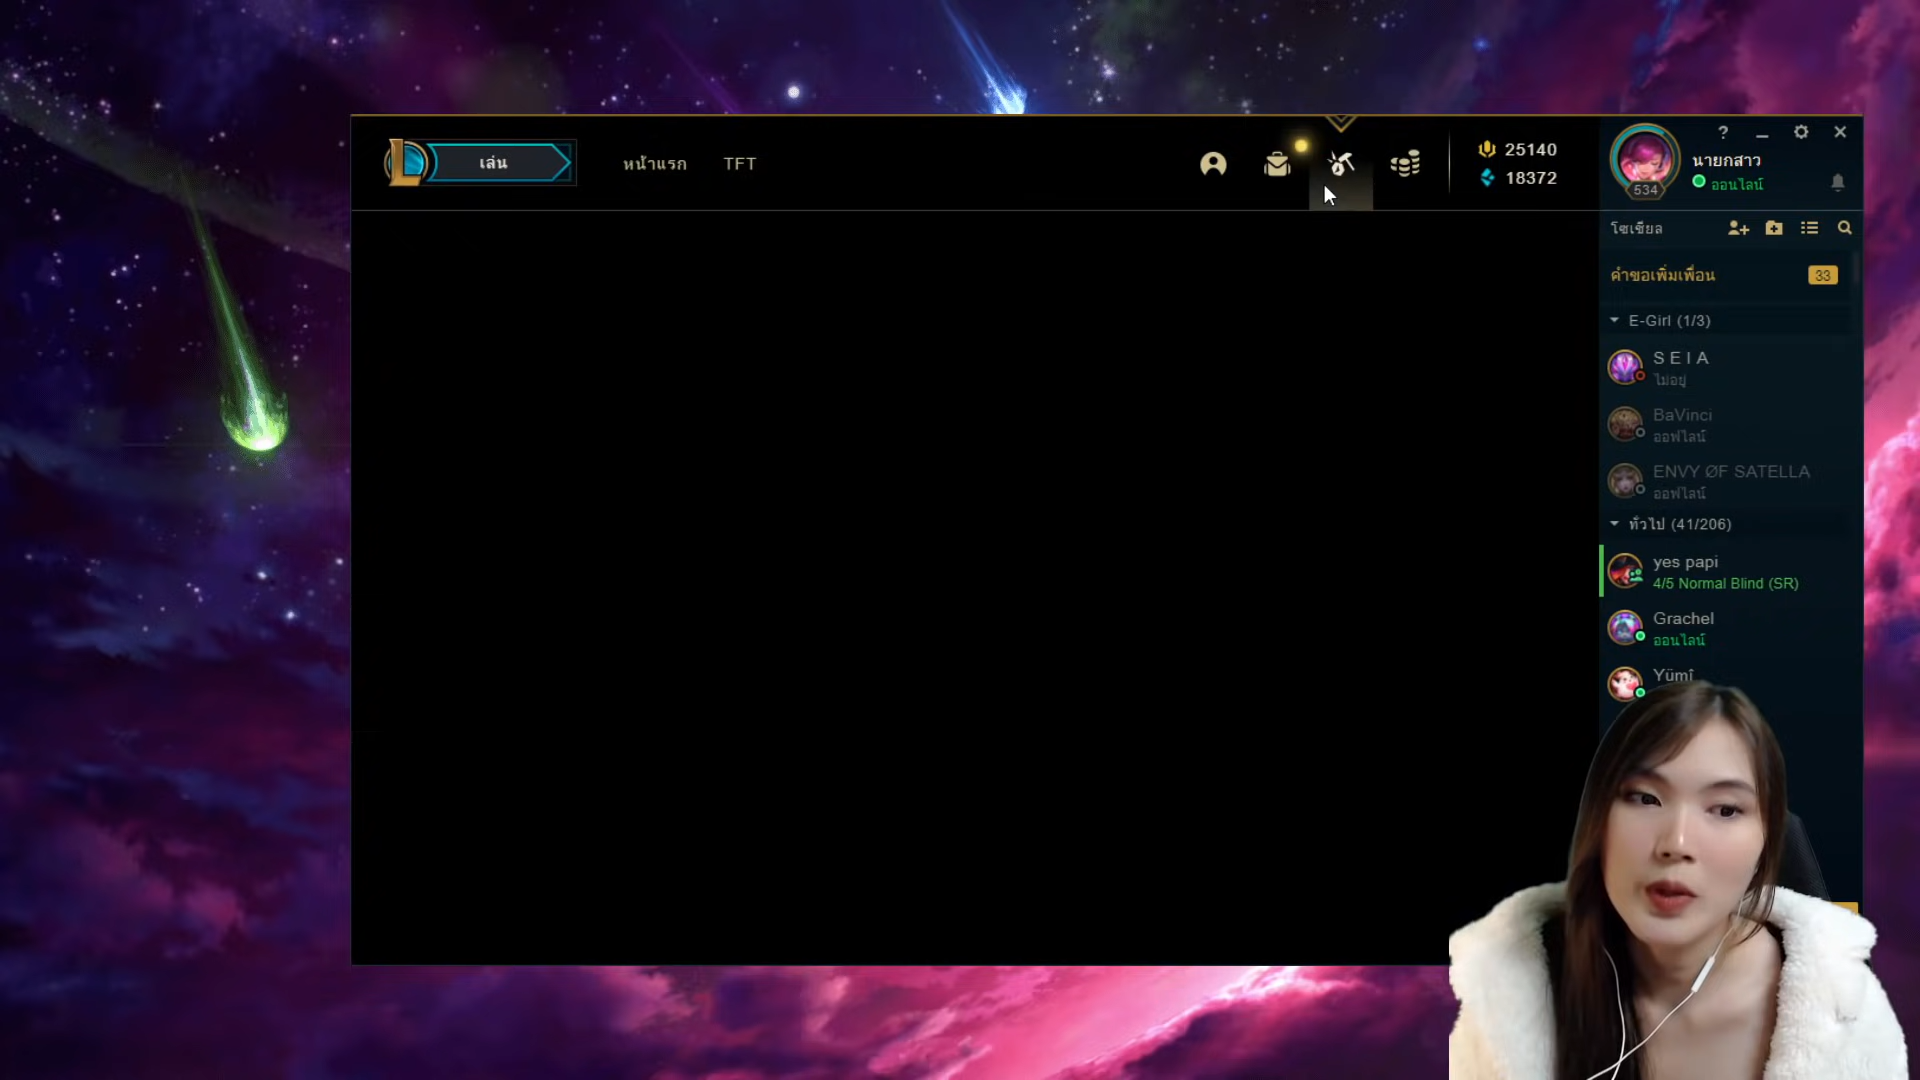 เล่น
หน้าแรก
TFT
25140
18372
534
?
นายกสาว
ออนไลน์
โซเชียล
คำขอเพิ่มเพื่อน 33
E-Girl (1/3)
S E I A
ไม่อยู่
BaVinci
ออฟไลน์
ENVY ØF SATELLA
ออฟไลน์
ทั่วไป (41/206)
yes papi
4/5 Normal Blind (SR)
Grachel
ออนไลน์
Yümî